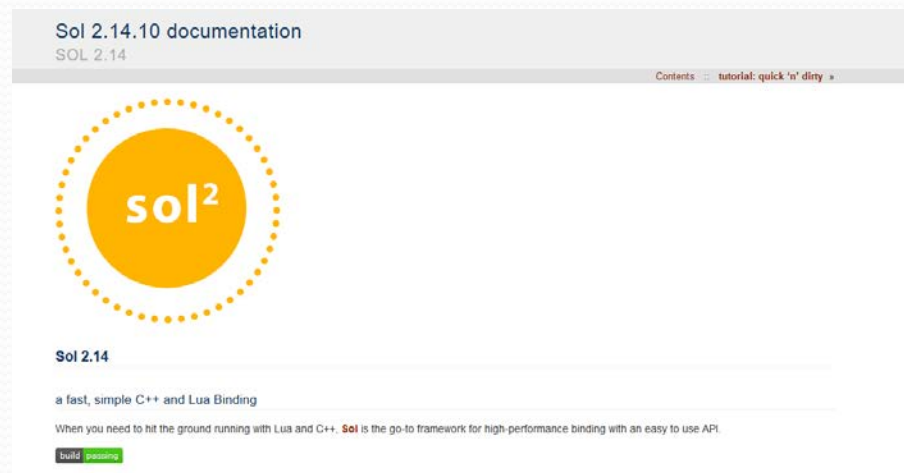 Sol 2.14.10 documentation
SOL 2.14
Contents :: tutorial: quick 'n' dirty »
sol²
Sol 2.14
a fast, simple C++ and Lua Binding
When you need to hit the ground running with Lua and C++, Sol is the go-to framework for high-performance binding with an easy to use API.
build passing